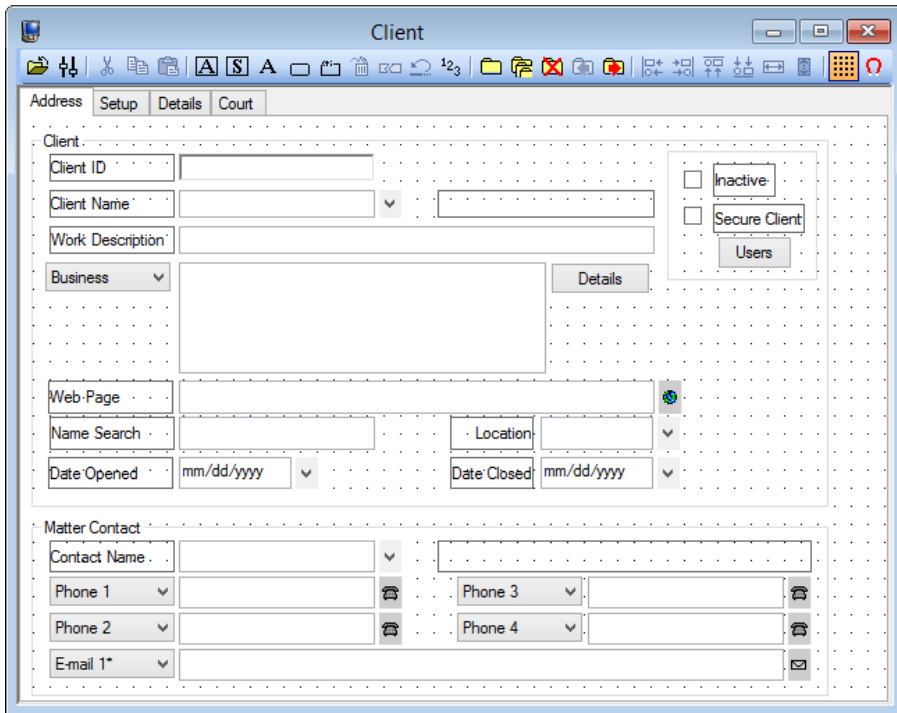 Client
A S A 123
Address Setup Details Court
Client
Client ID
Inactive
Client Name
Secure Client
Work Description
Users
Business
Details
Web Page
Name Search Location
Date Opened mm/dd/yyyy Date Closed mm/dd/yyyy
Matter Contact
Contact Name
Phone 1 Phone 3
Phone 2 Phone 4
E-mail 1*